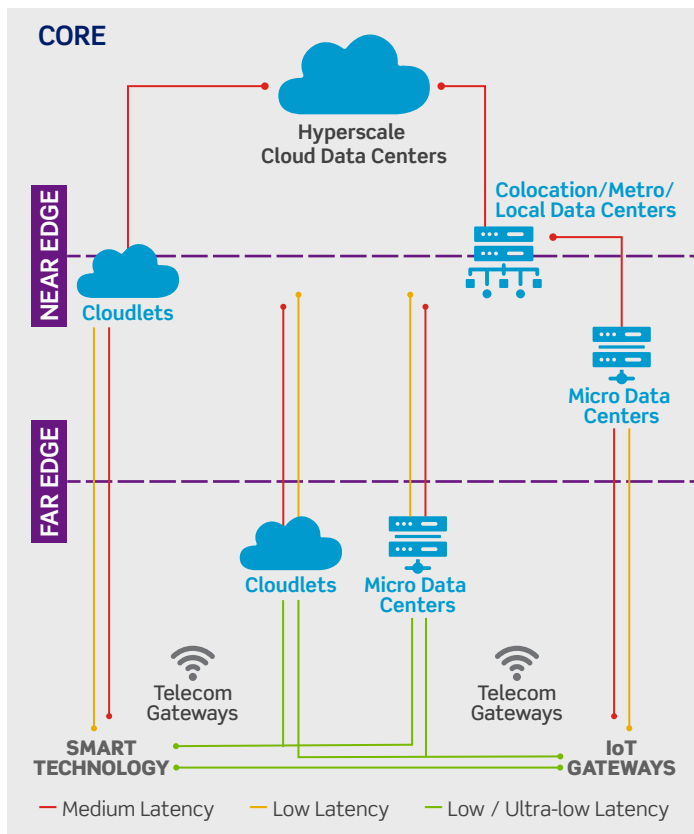 CORE
Hyperscale
Cloud Data Centers
Colocation/Metro/
Local Data Centers
NEAR EDGE
Cloudlets
Micro Data
Centers
FAR EDGE
Cloudlets
Micro Data
Centers
Telecom
Gateways
Telecom
Gateways
SMART
TECHNOLOGY
IoT
GATEWAYS
Medium Latency
Low Latency
Low / Ultra-low Latency